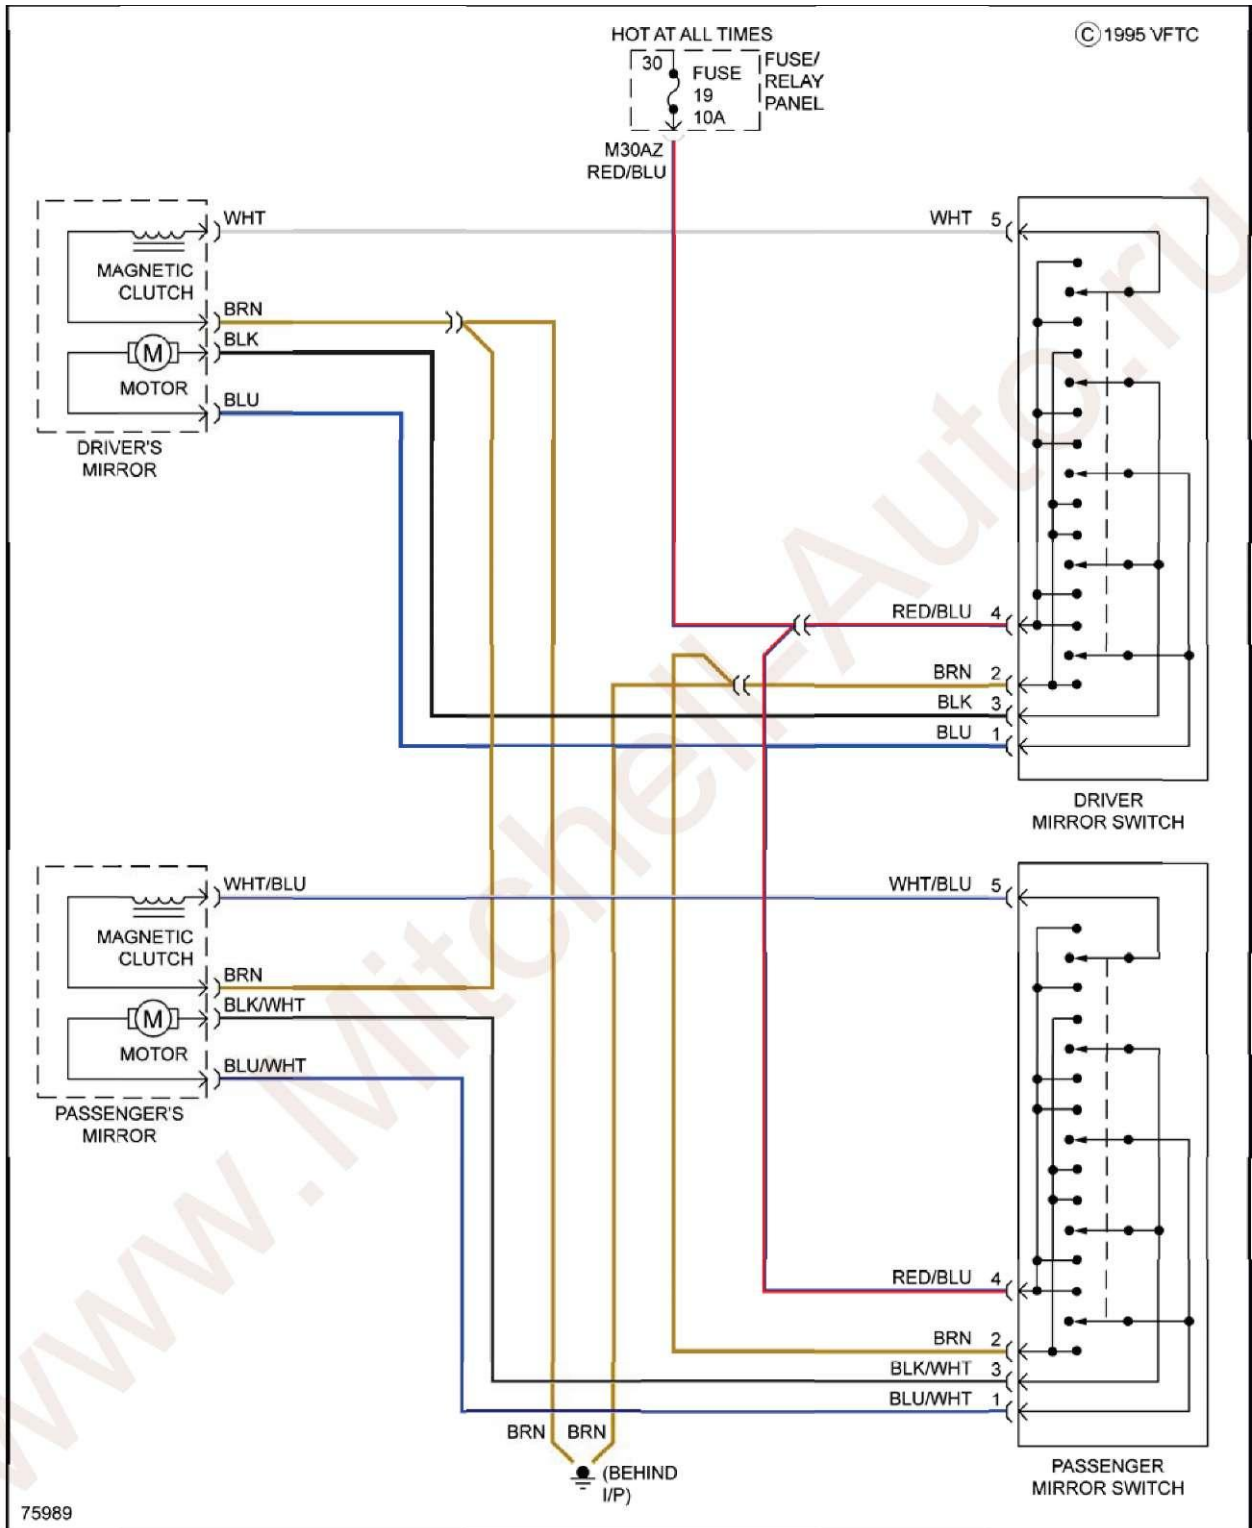 HOT AT ALL TIMES
© 1995 VFTC
30
FUSE
19
10A
FUSE/
RELAY
PANEL
M30AZ
RED/BLU
WHT
WHT 5
MAGNETIC
CLUTCH
BRN
BLK
M
MOTOR
BLU
DRIVER'S
MIRROR
RED/BLU 4
BRN 2
BLK 3
BLU 1
DRIVER
MIRROR SWITCH
WHT/BLU
WHT/BLU 5
MAGNETIC
CLUTCH
BRN
BLK/WHT
M
MOTOR
BLU/WHT
PASSENGER'S
MIRROR
RED/BLU 4
BRN 2
BLK/WHT 3
BLU/WHT 1
BRN BRN
(BEHIND
I/P)
PASSENGER
MIRROR SWITCH
75989
www.Mitchell-Auto.ru